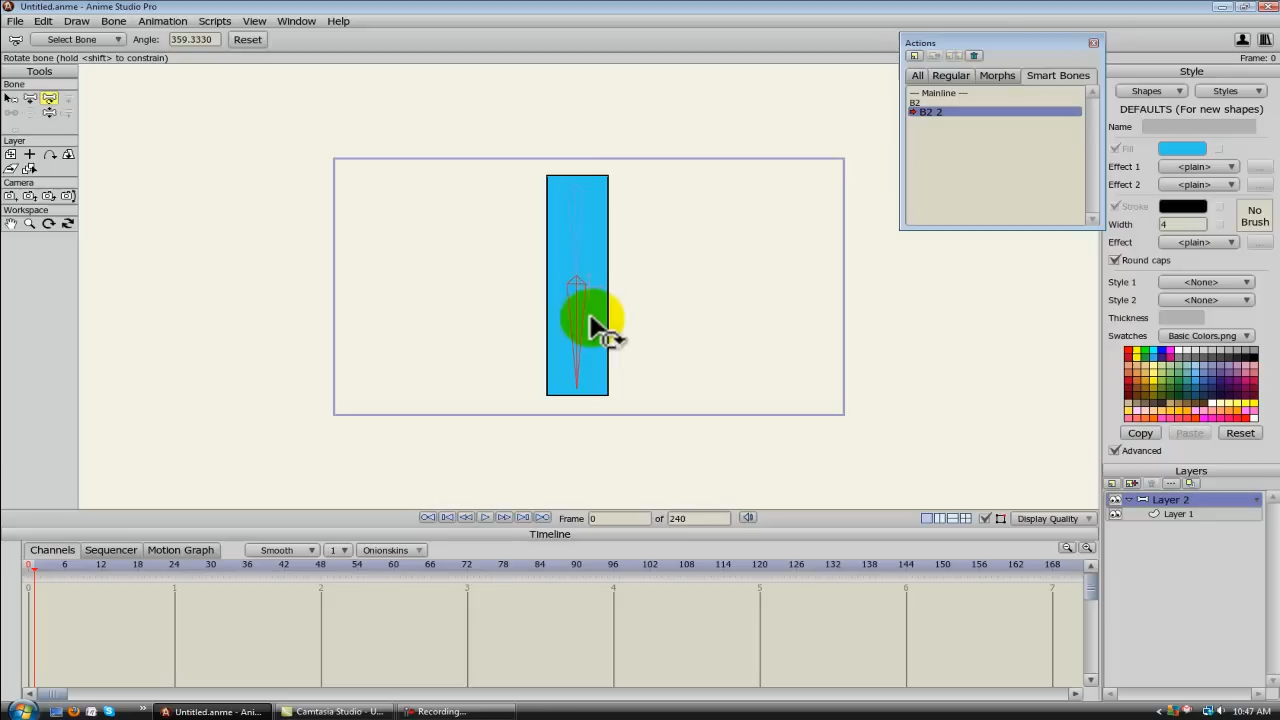 Untitled.anme - Anime Studio Pro
File Edit Draw Bone Animation Scripts View Window Help
Select Bone Angle: 359.3330 Reset
Rotate bone (hold <shift> to constrain) Frame: 0
Tools
Bone
Layer
Camera
Workspace
Actions
All Regular Morphs Smart Bones
— Mainline —
B2
B2 2
Style
Shapes Styles
DEFAULTS (For new shapes)
Name
Fill
Effect 1 <plain> ...
Effect 2 <plain> ...
Stroke
No Brush
Width 4
Effect <plain> ...
Round caps
Style 1 <None>
Style 2 <None>
Thickness
Swatches Basic Colors.png
Copy Paste Reset
Advanced
Layers
Layer 2
Layer 1
Frame 0 of 240 Display Quality
Timeline
Channels Sequencer Motion Graph Smooth 1 Onionskins
0 6 12 18 24 30 36 42 48 54 60 66 72 78 84 90 96 102 108 114 120 126 132 138 144 150 156 162 168
0 1 2 3 4 5 6 7
Untitled.anme - Ani... Camtasia Studio - U... Recording... 10:47 AM